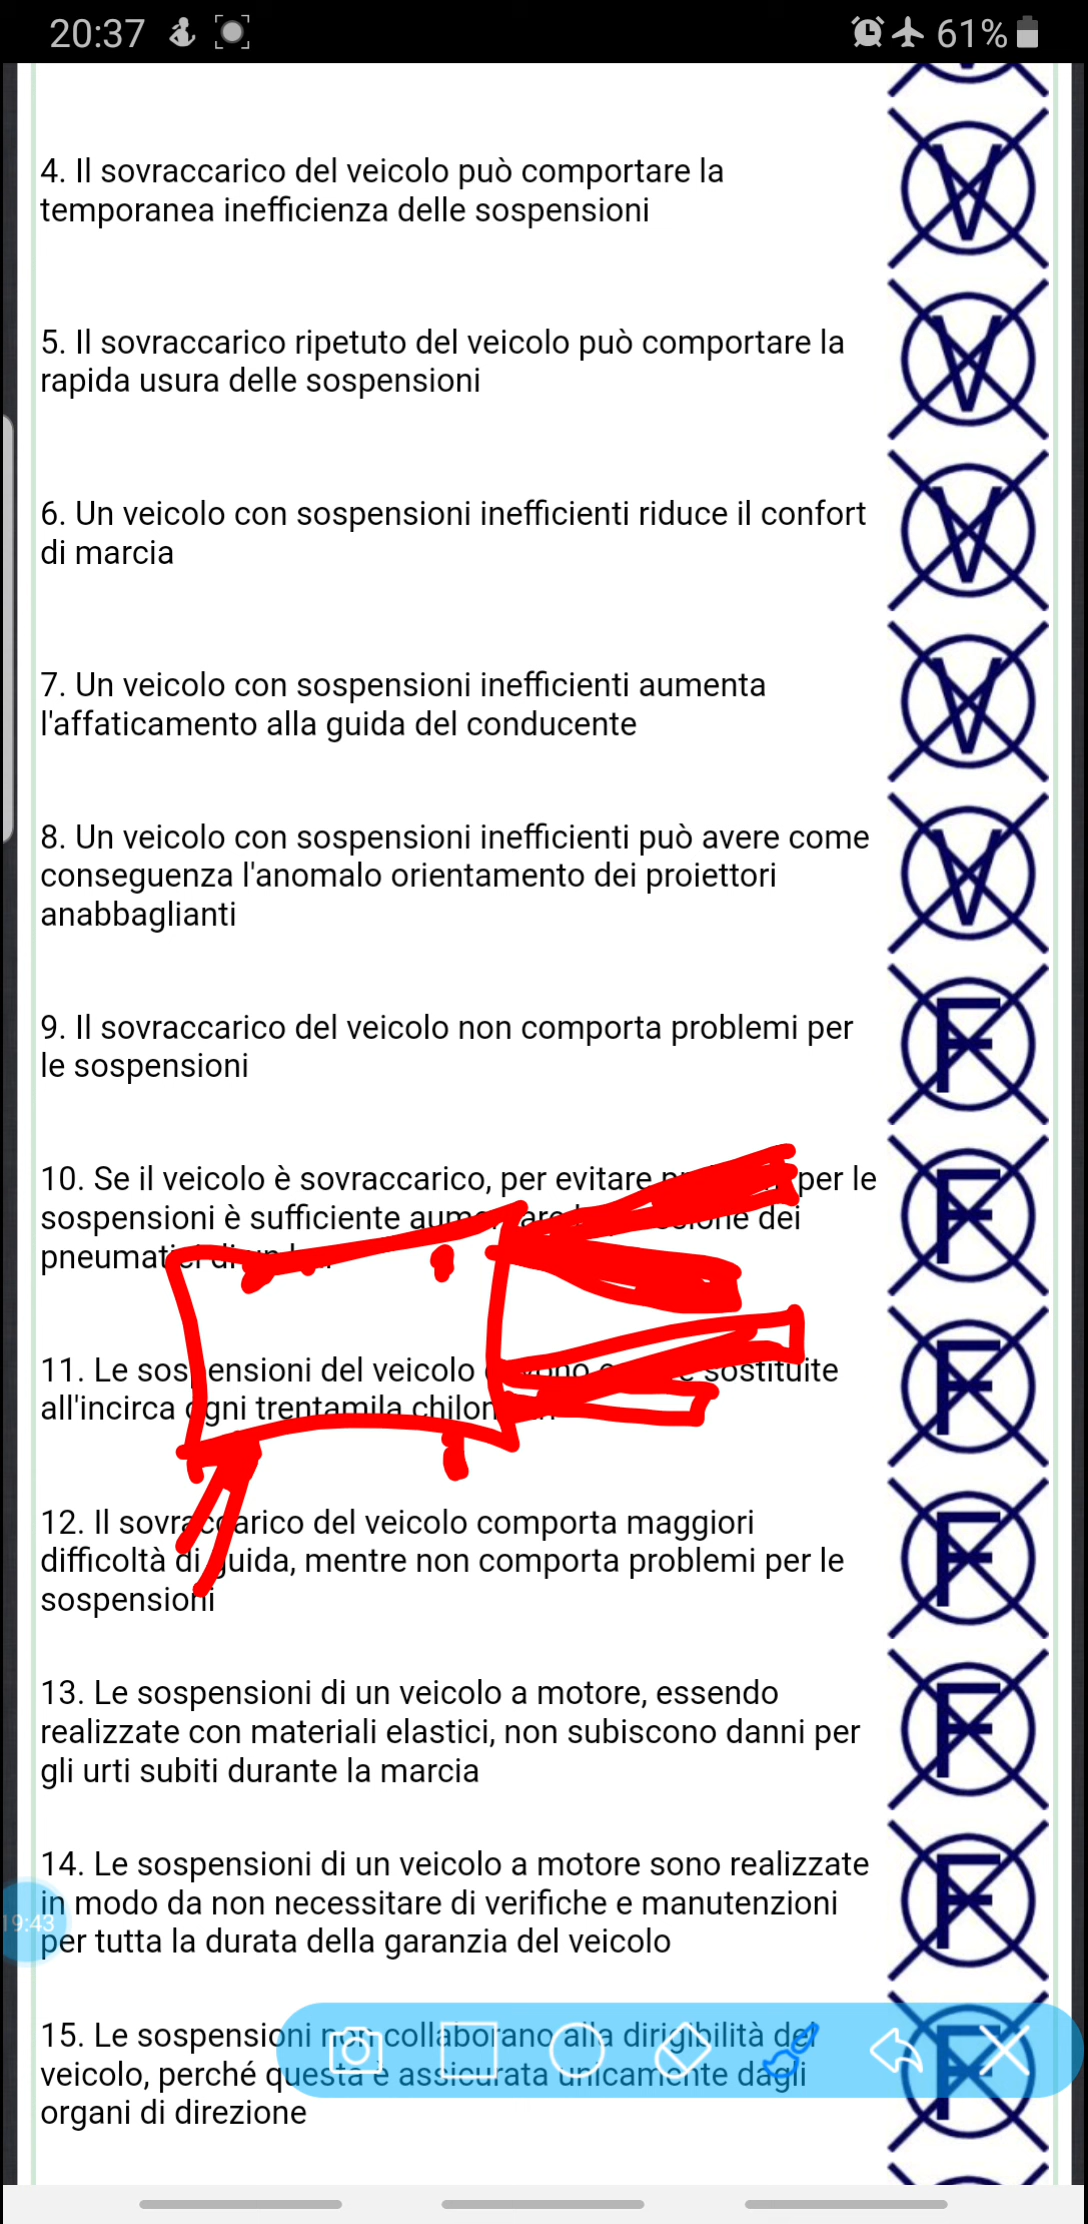 20:37
61%
4. Il sovraccarico del veicolo può comportare la
temporanea inefficienza delle sospensioni
V
5. Il sovraccarico ripetuto del veicolo può comportare la
rapida usura delle sospensioni
V
6. Un veicolo con sospensioni inefficienti riduce il confort
di marcia
V
7. Un veicolo con sospensioni inefficienti aumenta
l'affaticamento alla guida del conducente
V
8. Un veicolo con sospensioni inefficienti può avere come
conseguenza l'anomalo orientamento dei proiettori
anabbaglianti
V
9. Il sovraccarico del veicolo non comporta problemi per
le sospensioni
F
10. Se il veicolo è sovraccarico, per evitare per le
sospensioni è sufficiente dei
F
11. Le sospensioni del veicolo sostituite
all'incirca ogni trentamila
F
12. Il sovraccarico del veicolo comporta maggiori
difficoltà di guida, mentre non comporta problemi per le
sospensioni
F
13. Le sospensioni di un veicolo a motore, essendo
realizzate con materiali elastici, non subiscono danni per
gli urti subiti durante la marcia
F
14. Le sospensioni di un veicolo a motore sono realizzate
in modo da non necessitare di verifiche e manutenzioni
per tutta la durata della garanzia del veicolo
F
19:43
15. Le sospensioni non collaborano alla dirigibilità del
veicolo, perché questa è assicurata unicamente dagli
organi di direzione
F